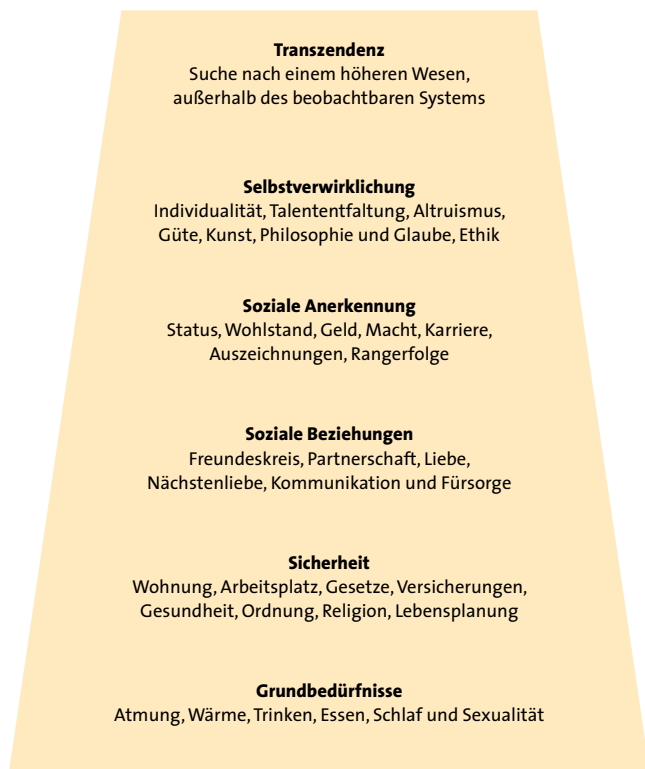 Transzendenz
Suche nach einem höheren Wesen,
außerhalb des beobachtbaren Systems
Selbstverwirklichung
Individualität, Talententfaltung, Altruismus,
Güte, Kunst, Philosophie und Glaube, Ethik
Soziale Anerkennung
Status, Wohlstand, Geld, Macht, Karriere,
Auszeichnungen, Rangerfolge
Soziale Beziehungen
Freundeskreis, Partnerschaft, Liebe,
Nächstenliebe, Kommunikation und Fürsorge
Sicherheit
Wohnung, Arbeitsplatz, Gesetze, Versicherungen,
Gesundheit, Ordnung, Religion, Lebensplanung
Grundbedürfnisse
Atmung, Wärme, Trinken, Essen, Schlaf und Sexualität